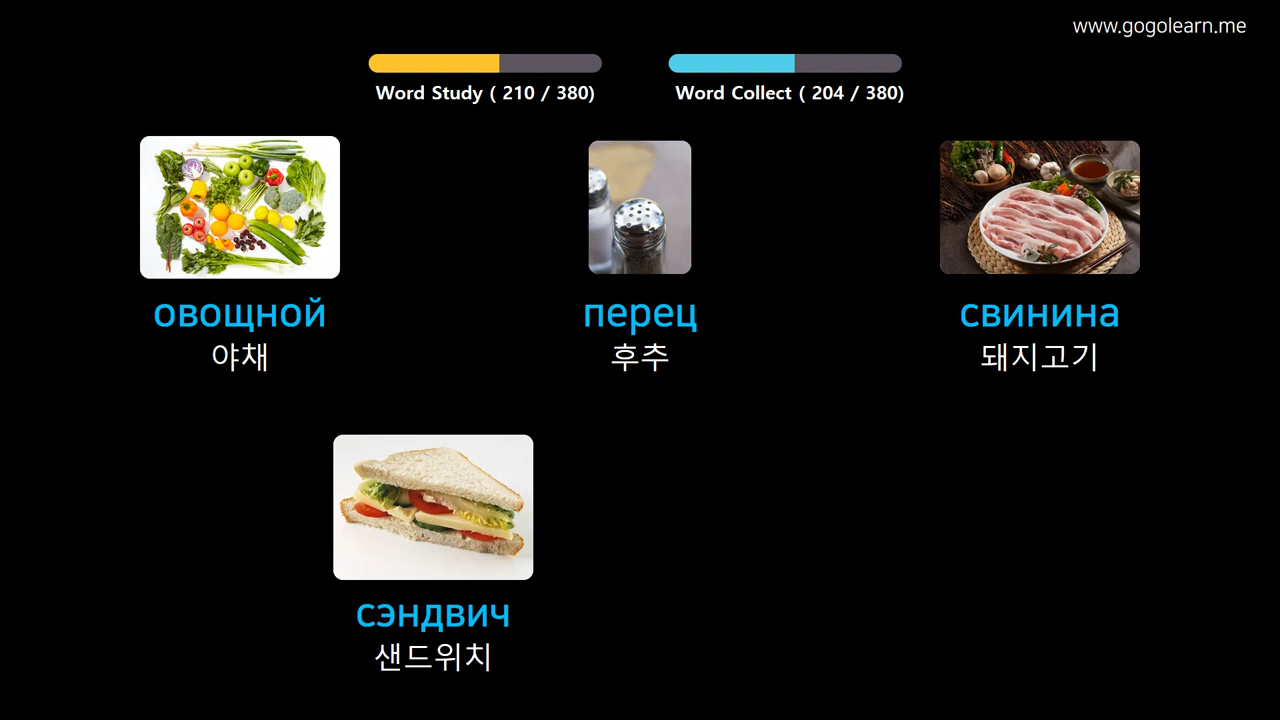 www.gogolearn.me
Word Study ( 210 / 380)
Word Collect ( 204 / 380)
овощной
야채
перец
후추
свинина
돼지고기
сэндвич
샌드위치